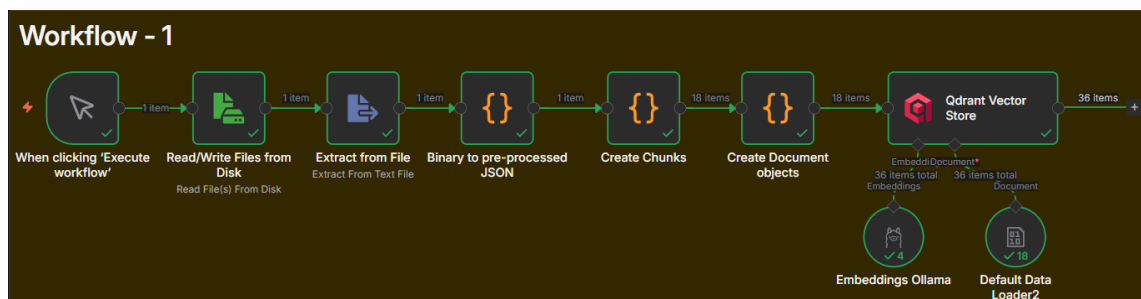 Workflow - 1
1 item
1 item
1 item
1 item
18 items
18 items
36 items
Qdrant Vector
Store
When clicking ‘Execute
workflow’
Read/Write Files from
Disk
Read File(s) From Disk
Extract from File
Extract From Text File
Binary to pre-processed
JSON
Create Chunks
Create Document
objects
Embeddi
Document*
36 items total
36 items total
Embeddings
Document
4
18
Embeddings Ollama
Default Data
Loader2